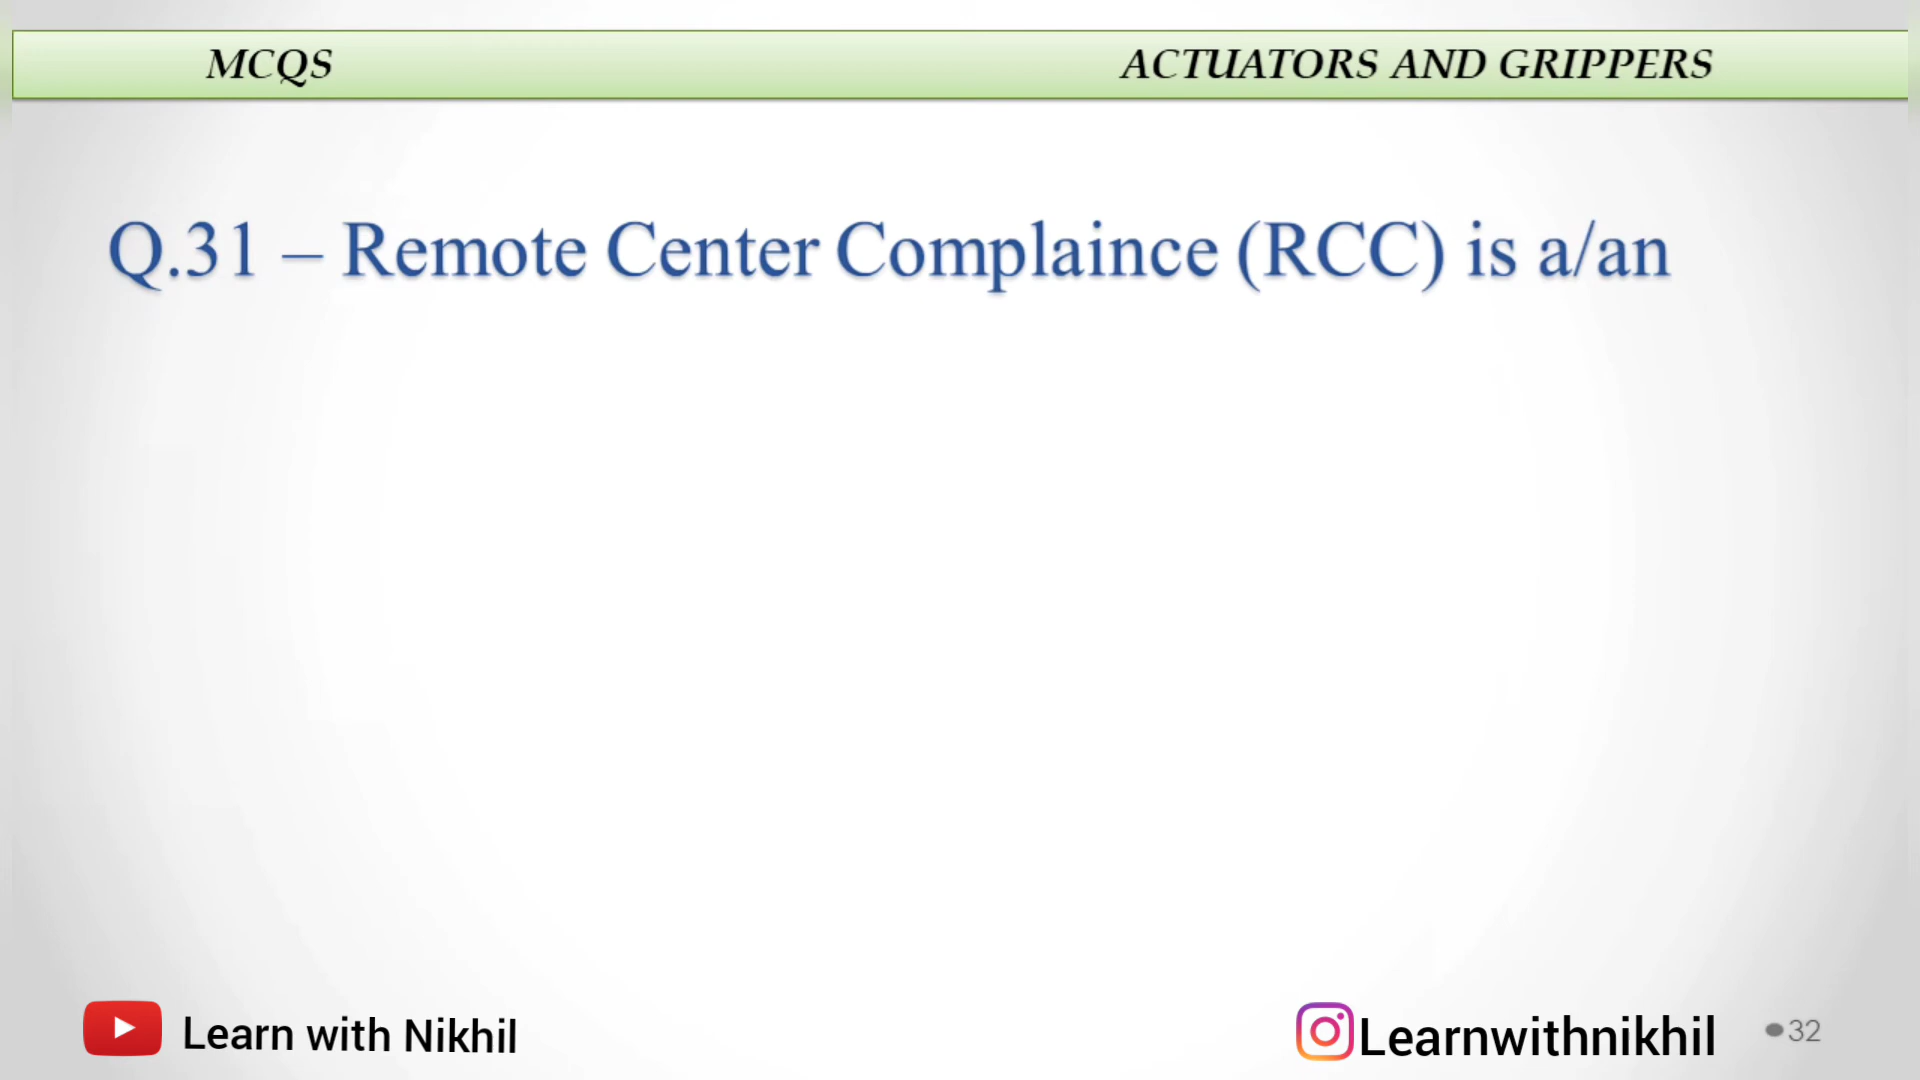 MCQS
ACTUATORS AND GRIPPERS
Q.31 – Remote Center Complaince (RCC) is a/an
Learn with Nikhil
Learnwithnikhil
32